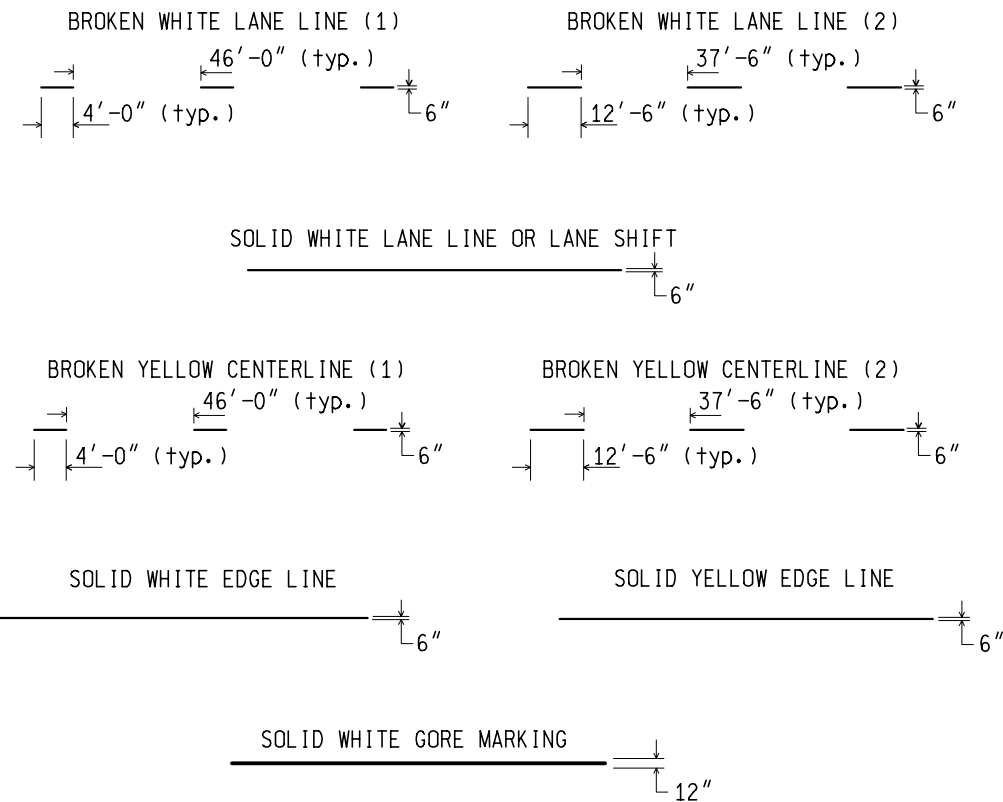 BROKEN WHITE LANE LINE (1)
46'-0" (typ.)
4'-0" (typ.)
6"
BROKEN WHITE LANE LINE (2)
37'-6" (typ.)
12'-6" (typ.)
6"
SOLID WHITE LANE LINE OR LANE SHIFT
6"
BROKEN YELLOW CENTERLINE (1)
46'-0" (typ.)
4'-0" (typ.)
6"
BROKEN YELLOW CENTERLINE (2)
37'-6" (typ.)
12'-6" (typ.)
6"
SOLID WHITE EDGE LINE
6"
SOLID YELLOW EDGE LINE
6"
SOLID WHITE GORE MARKING
12"